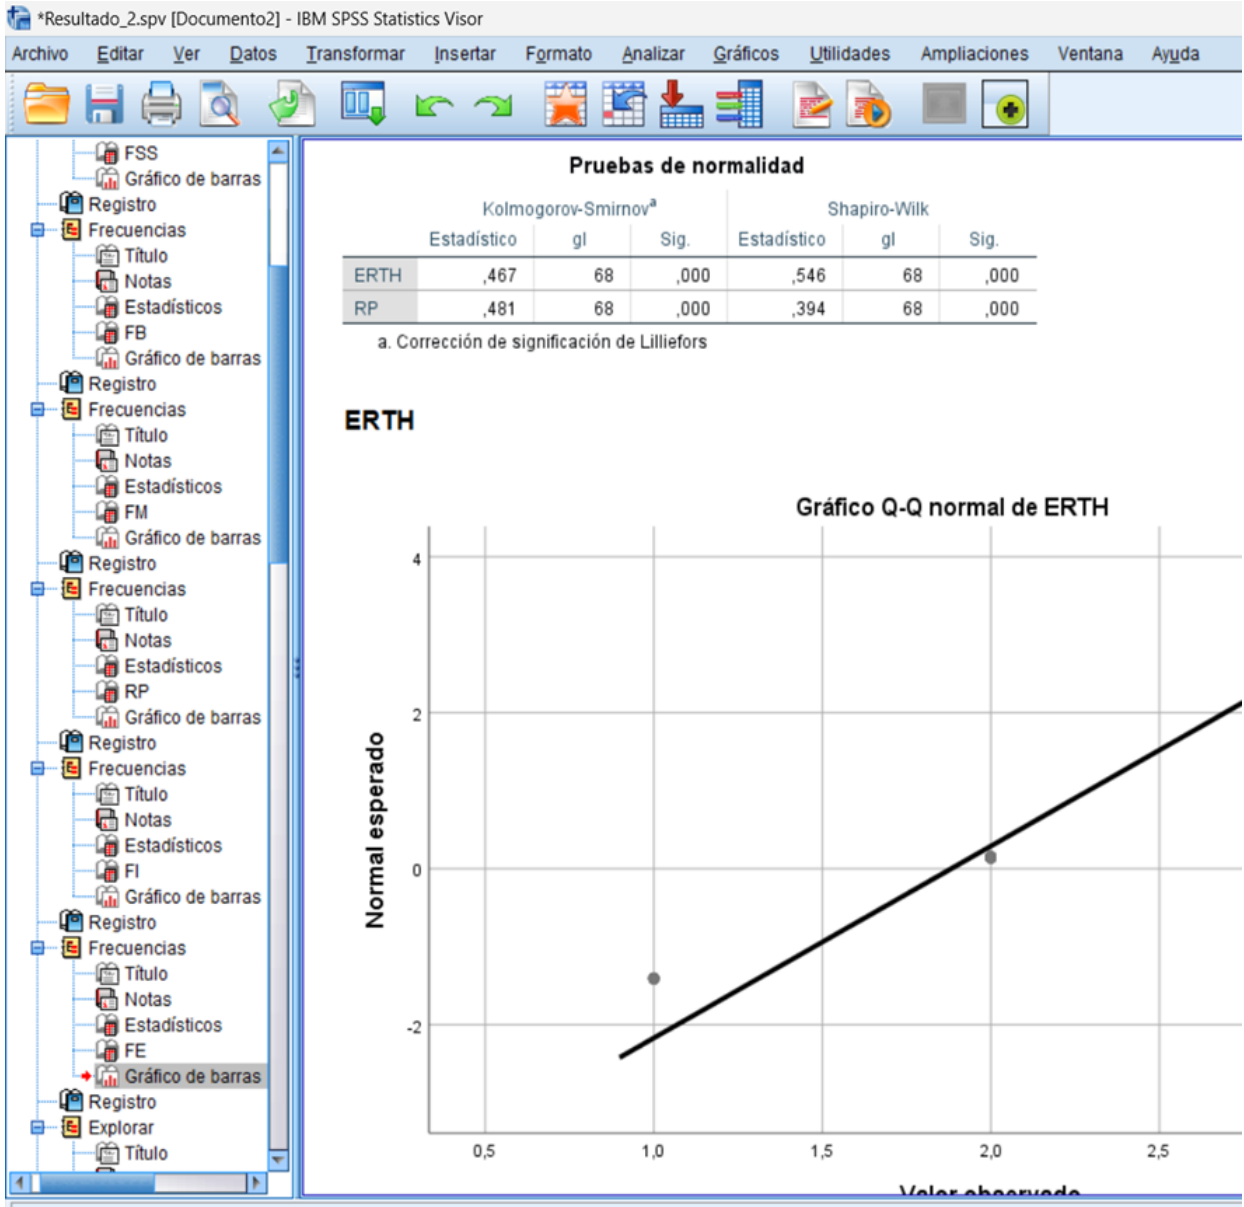 *Resultado_2.spv [Documento2] - IBM SPSS Statistics Visor
Archivo Editar Ver Datos Transformar Insertar Formato Analizar Gráficos Utilidades Ampliaciones Ventana Ayuda
FSS
Gráfico de barras
Registro
Frecuencias
Título
Notas
Estadísticos
FB
Gráfico de barras
Registro
Frecuencias
Título
Notas
Estadísticos
FM
Gráfico de barras
Registro
Frecuencias
Título
Notas
Estadísticos
RP
Gráfico de barras
Registro
Frecuencias
Título
Notas
Estadísticos
FI
Gráfico de barras
Registro
Frecuencias
Título
Notas
Estadísticos
FE
Gráfico de barras
Registro
Explorar
Título
Pruebas de normalidad
Kolmogorov-Smirnovª Shapiro-Wilk
Estadístico gl Sig. Estadístico gl Sig.
ERTH ,467 68 ,000 ,546 68 ,000
RP ,481 68 ,000 ,394 68 ,000
a. Corrección de significación de Lilliefors
ERTH
Gráfico Q-Q normal de ERTH
Normal esperado
4
2
0
-2
0,5 1,0 1,5 2,0 2,5
Valor observado